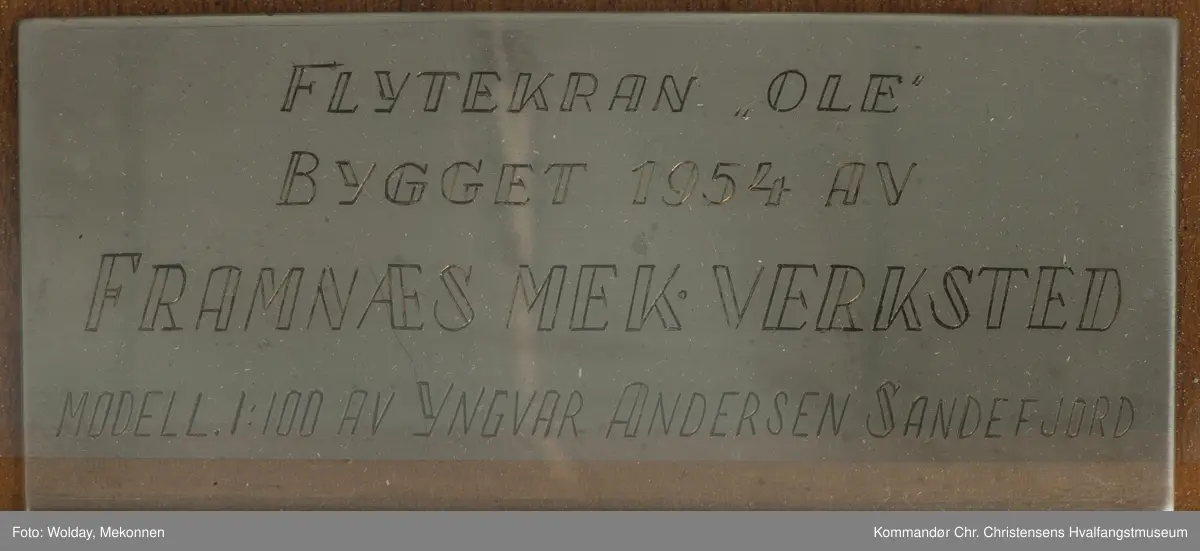 FLYTEKRAN „OLE“
BYGGET 1954 AV
FRAMNÆS MEK· VERKSTED
MODELL. 1:100 AV YNGVAR ANDERSEN SANDEFJORD
Foto: Wolday, Mekonnen
Kommandør Chr. Christensens Hvalfangstmuseum